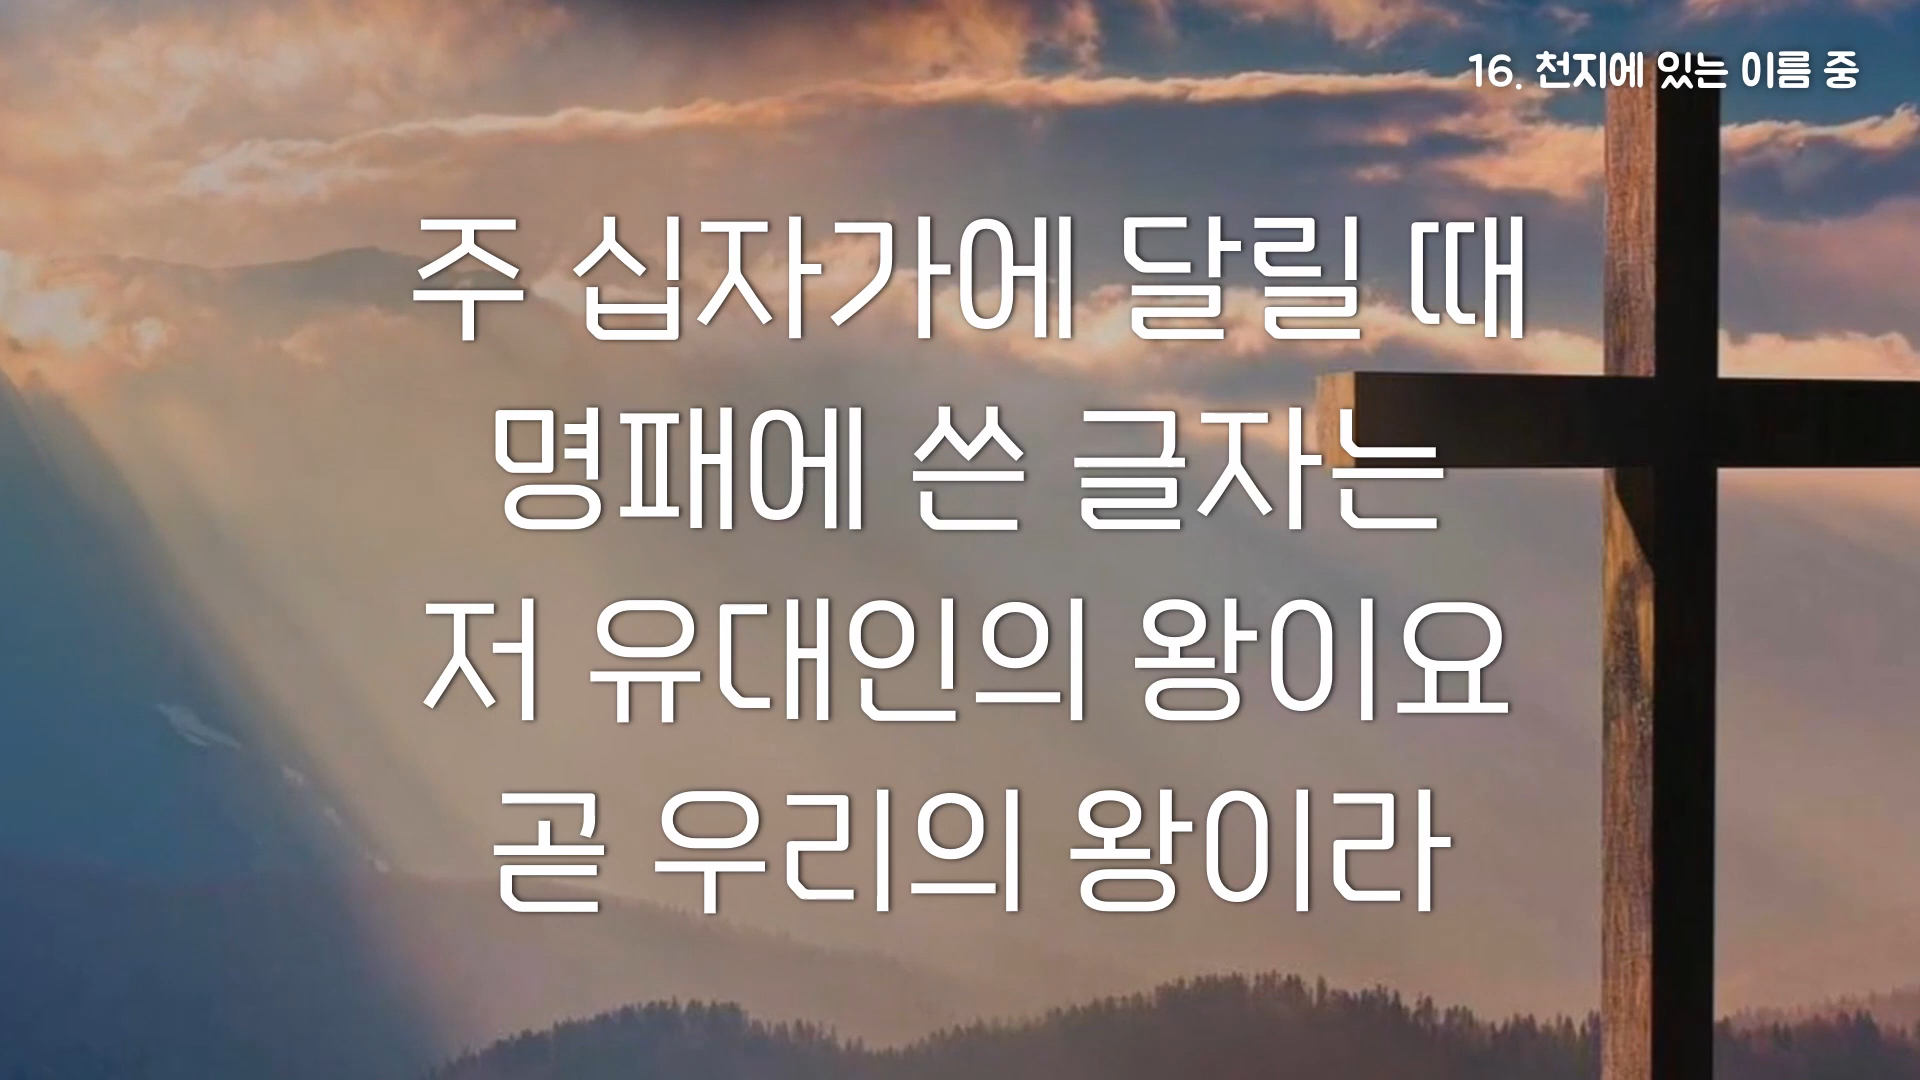 16. 천지에 있는 이름 중
주 십자가에 달릴 때
명패에 쓴 글자는
저 유대인의 왕이요
곧 우리의 왕이라